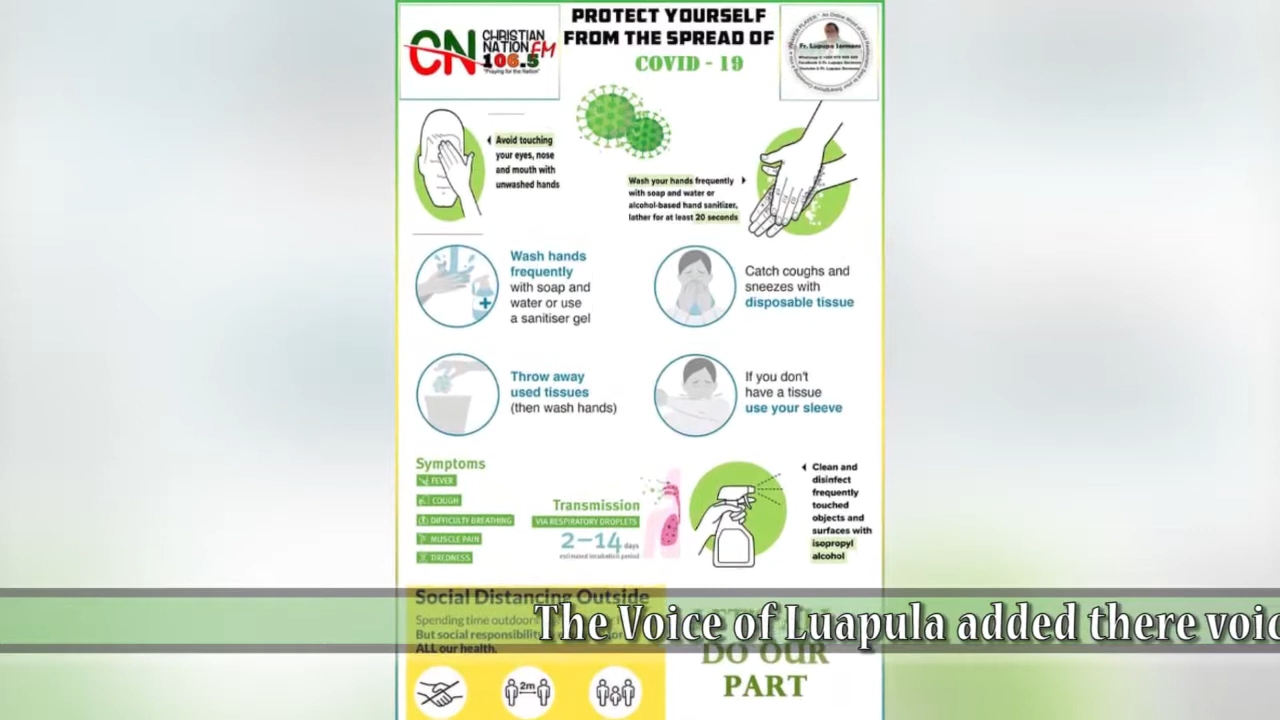 CN CHRISTIAN
NATION FM
106.5
"Praying for the Nation"
PROTECT YOURSELF
FROM THE SPREAD OF
COVID - 19
Fr. Lupupa
Avoid touching
your eyes, nose
and mouth with
unwashed hands
Wash your hands frequently
with soap and water or
alcohol-based hand sanitizer,
lather for at least 20 seconds
Wash hands
frequently
with soap and
water or use
a sanitiser gel
Catch coughs and
sneezes with
disposable tissue
Throw away
used tissues
(then wash hands)
If you don't
have a tissue
use your sleeve
Symptoms
FEVER
COUGH
DIFFICULTY BREATHING
MUSCLE PAIN
TIREDNESS
Transmission
VIA RESPIRATORY DROPLETS
2–14 days
estimated incubation period
Clean and
disinfect
frequently
touched
objects and
surfaces with
isopropyl
alcohol
Social Distancing Outside
Spending time outdoor
But social responsibilit
ALL our health.
2m
DO OUR
PART
The Voice of Luapula added there voic